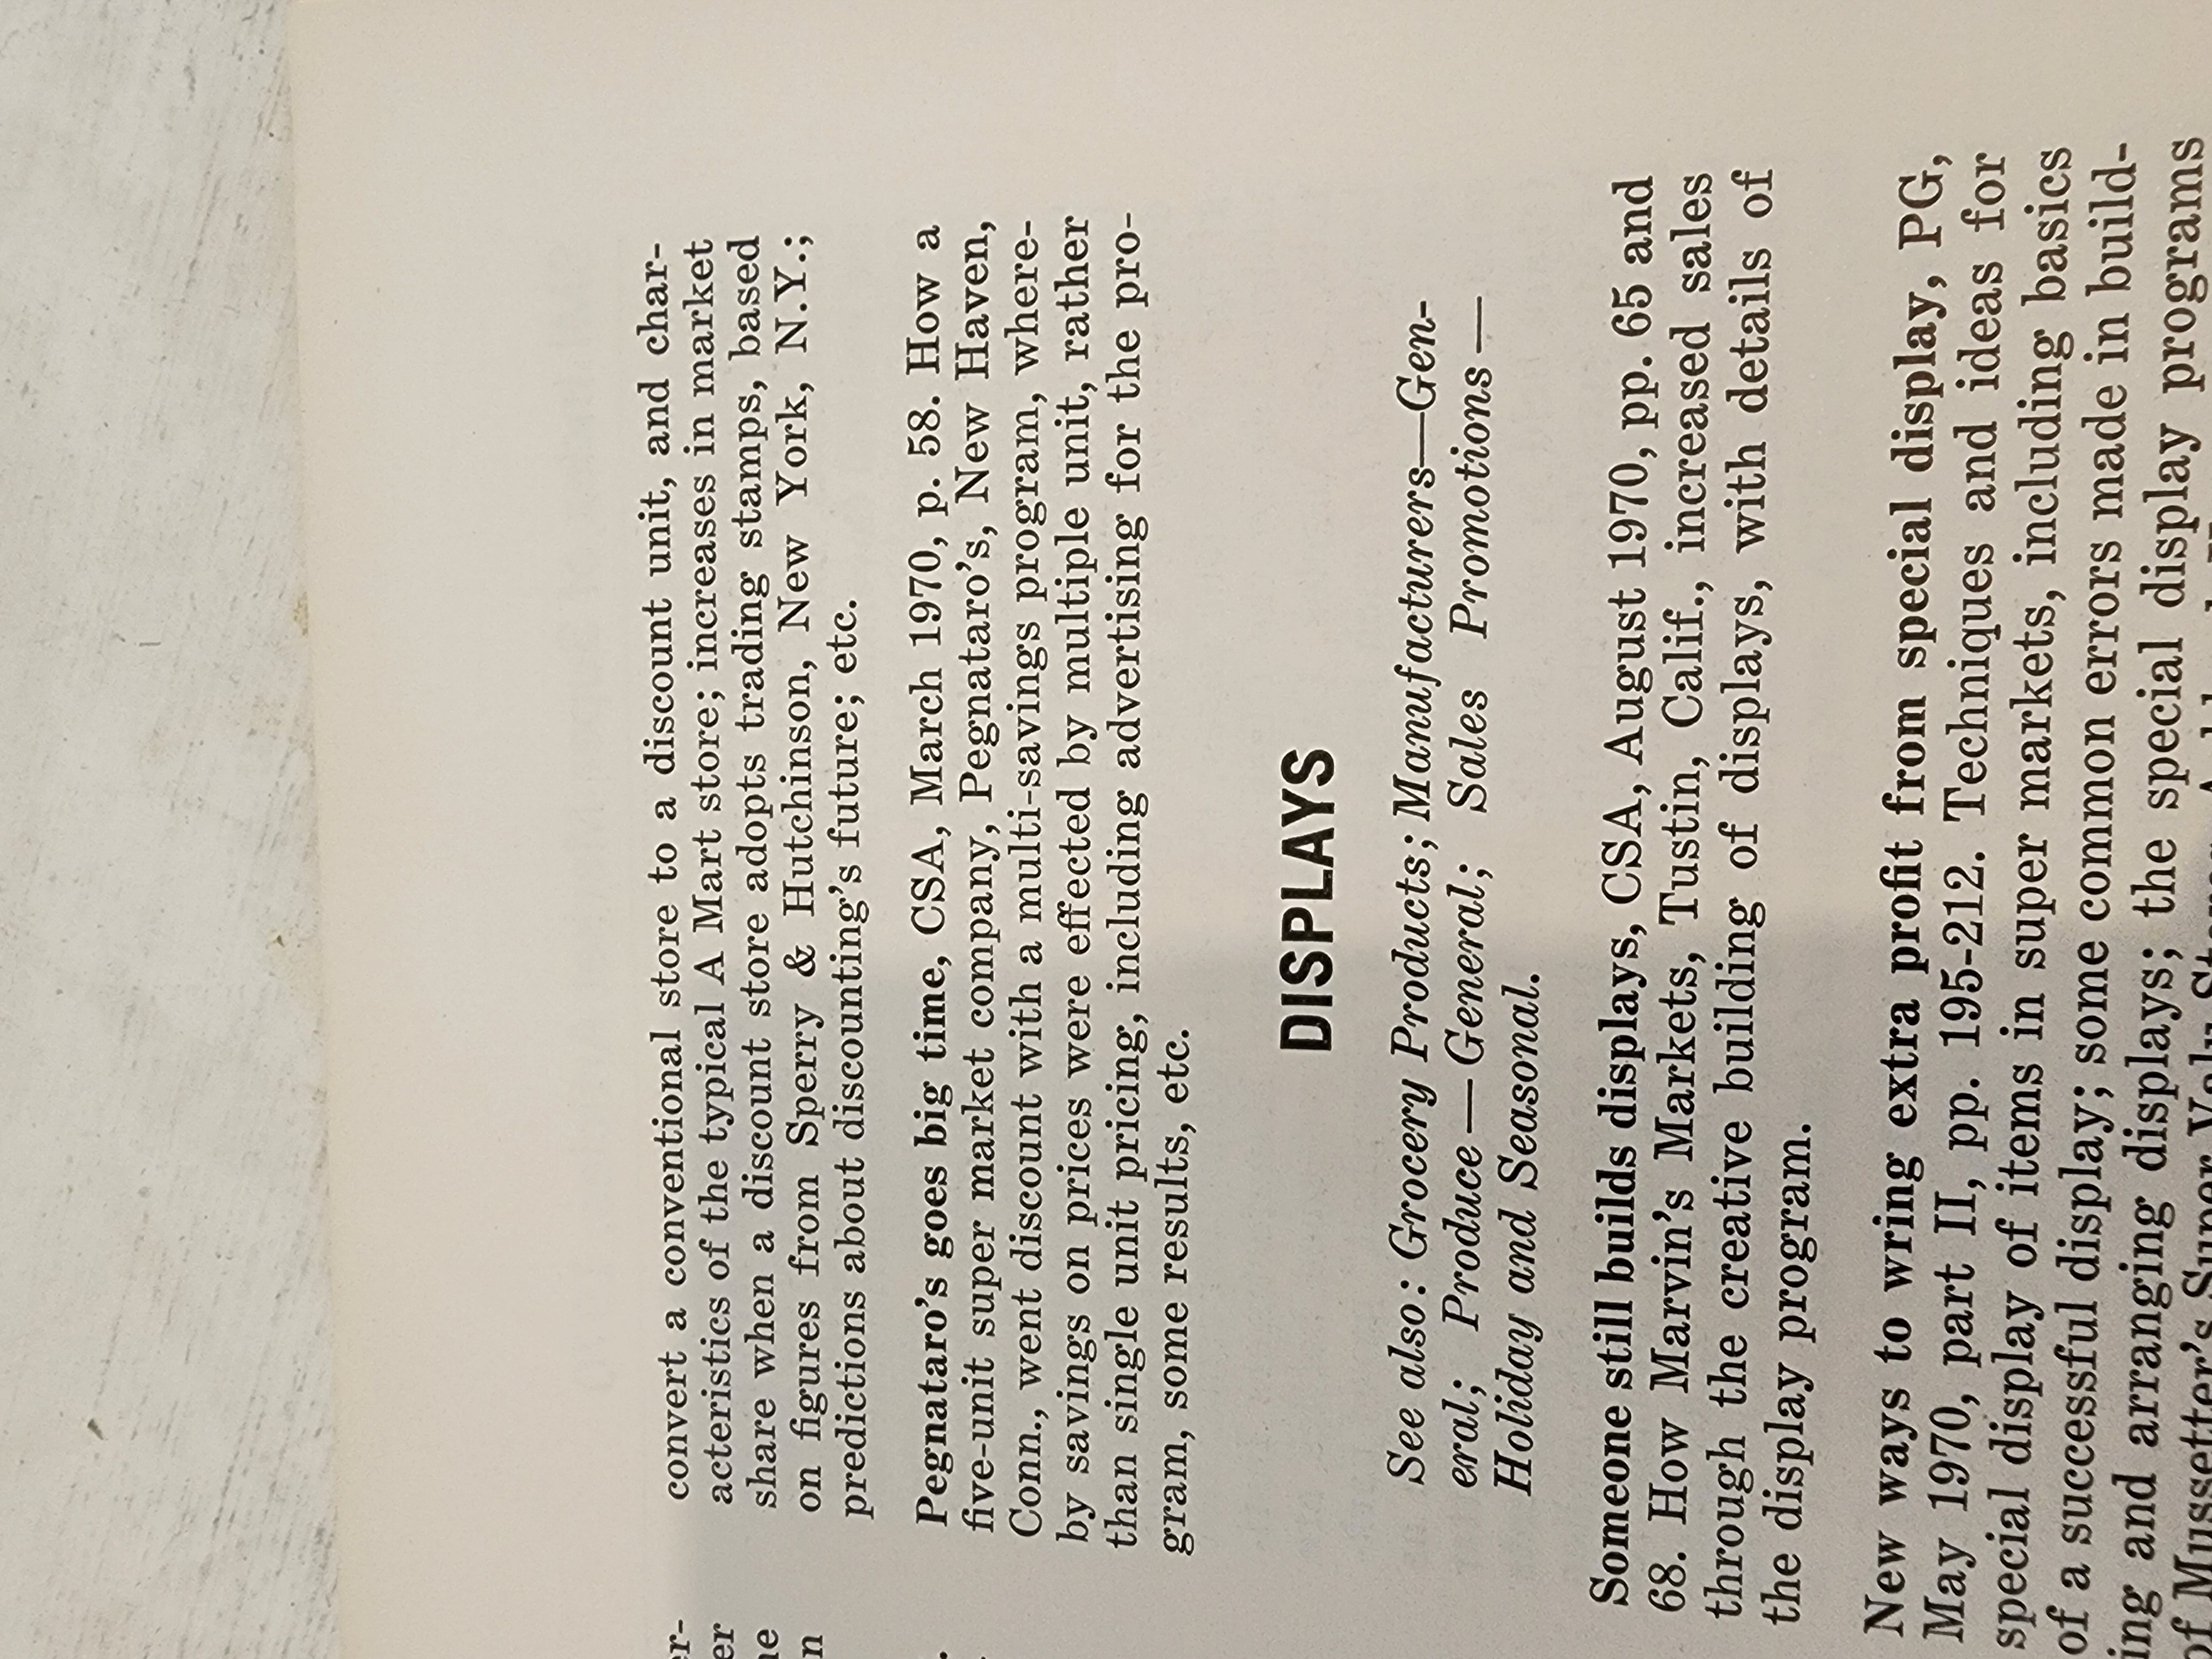 convert a conventional store to a discount unit, and char-
acteristics of the typical A Mart store; increases in market
share when a discount store adopts trading stamps, based
on figures from Sperry & Hutchinson, New York, N.Y.;
predictions about discounting's future; etc.
Pegnataro's goes big time, CSA, March 1970, p. 58. How a
five-unit super market company, Pegnataro's, New Haven,
Conn., went discount with a multi-savings program, where-
by savings on prices were effected by multiple unit, rather
than single unit pricing, including advertising for the pro-
gram, some results, etc.
DISPLAYS
See also: Grocery Products; Manufacturers—Gen-
eral; Produce—General; Sales Promotions—
Holiday and Seasonal.
Someone still builds displays, CSA, August 1970, pp. 65 and
68. How Marvin's Markets, Tustin, Calif., increased sales
through the creative building of displays, with details of
the display program.
New ways to wring extra profit from special display, PG,
May 1970, part II, pp. 195-212. Techniques and ideas for
special display of items in super markets, including basics
of a successful display; some common errors made in build-
ing and arranging displays; the special display programs
of Mussetter's Super Valu